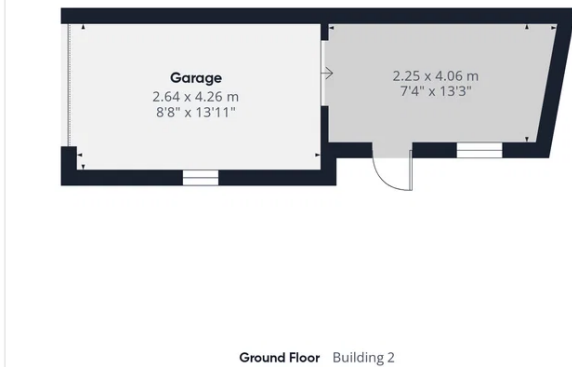 Garage
2.64 x 4.26 m
8'8" x 13'11"
2.25 x 4.06 m
7'4" x 13'3"
Ground Floor Building 2